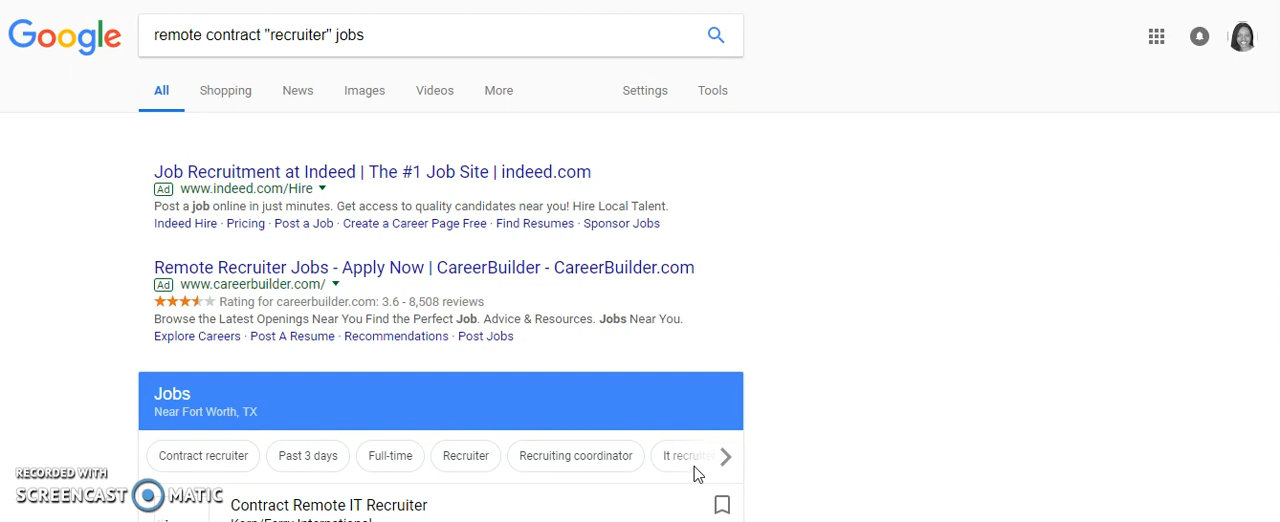 Google
remote contract "recruiter" jobs
All Shopping News Images Videos More Settings Tools
Job Recruitment at Indeed | The #1 Job Site | indeed.com
Ad www.indeed.com/Hire
Post a job online in just minutes. Get access to quality candidates near you! Hire Local Talent.
Indeed Hire · Pricing · Post a Job · Create a Career Page Free · Find Resumes · Sponsor Jobs
Remote Recruiter Jobs - Apply Now | CareerBuilder - CareerBuilder.com
Ad www.careerbuilder.com/
Rating for careerbuilder.com: 3.6 - 8,508 reviews
Browse the Latest Openings Near You Find the Perfect Job. Advice & Resources. Jobs Near You.
Explore Careers · Post A Resume · Recommendations · Post Jobs
Jobs
Near Fort Worth, TX
Contract recruiter Past 3 days Full-time Recruiter Recruiting coordinator It recruiter
RECORDED WITH
SCREENCAST MATIC
Contract Remote IT Recruiter
Korn/Ferry International